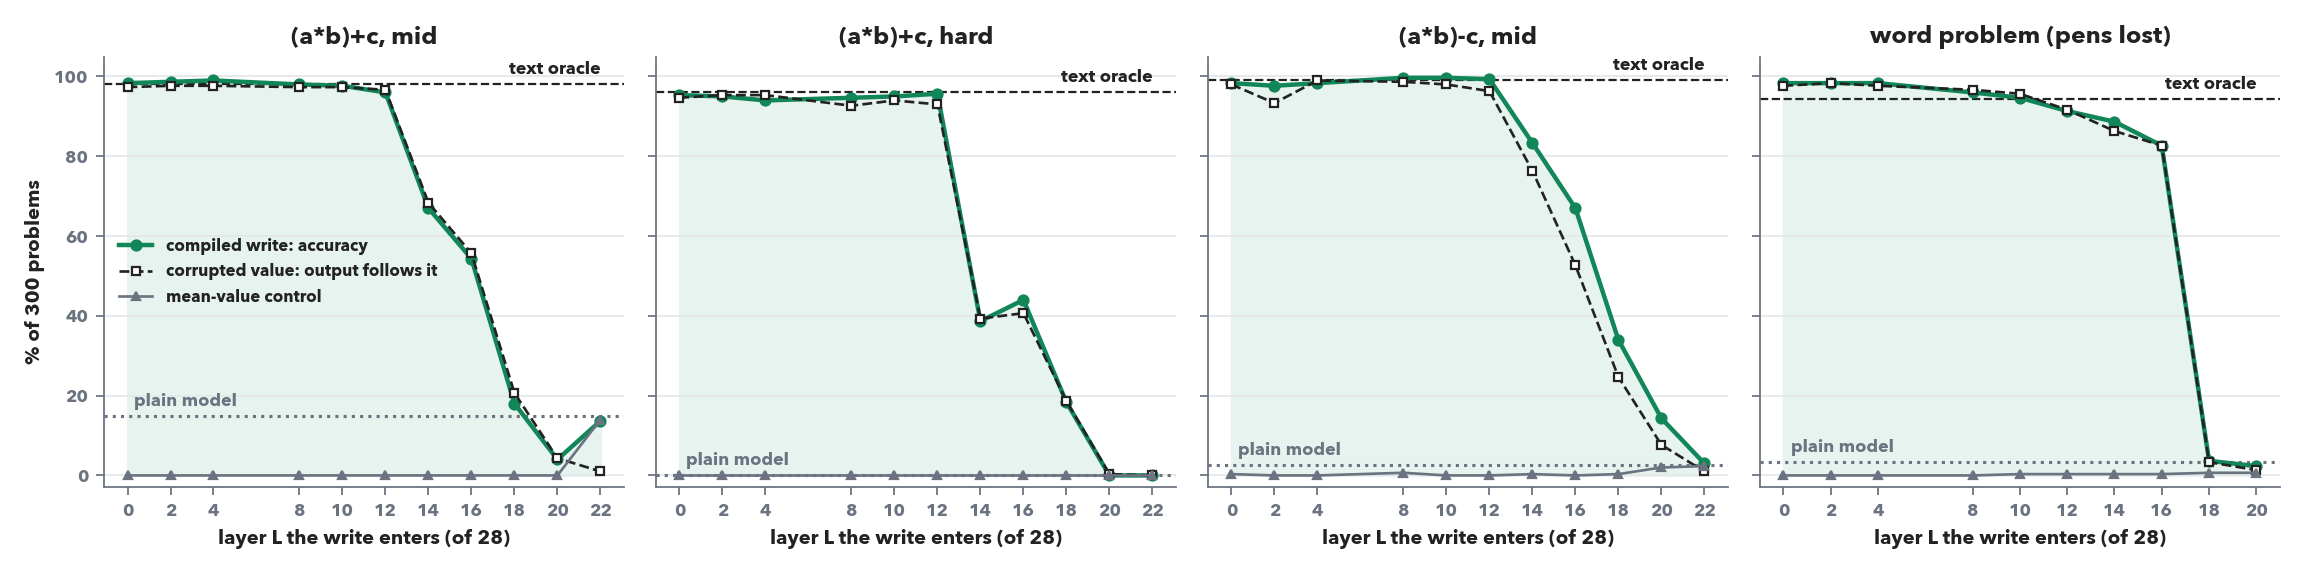 (a*b)+c, mid
(a*b)+c, hard
(a*b)-c, mid
word problem (pens lost)
% of 300 problems
100
80
60
40
20
0
text oracle
compiled write: accuracy
corrupted value: output follows it
mean-value control
plain model
0 2 4 8 10 12 14 16 18 20 22
layer L the write enters (of 28)
text oracle
plain model
0 2 4 8 10 12 14 16 18 20 22
layer L the write enters (of 28)
text oracle
plain model
0 2 4 8 10 12 14 16 18 20 22
layer L the write enters (of 28)
text oracle
plain model
0 2 4 8 10 12 14 16 18 20
layer L the write enters (of 28)